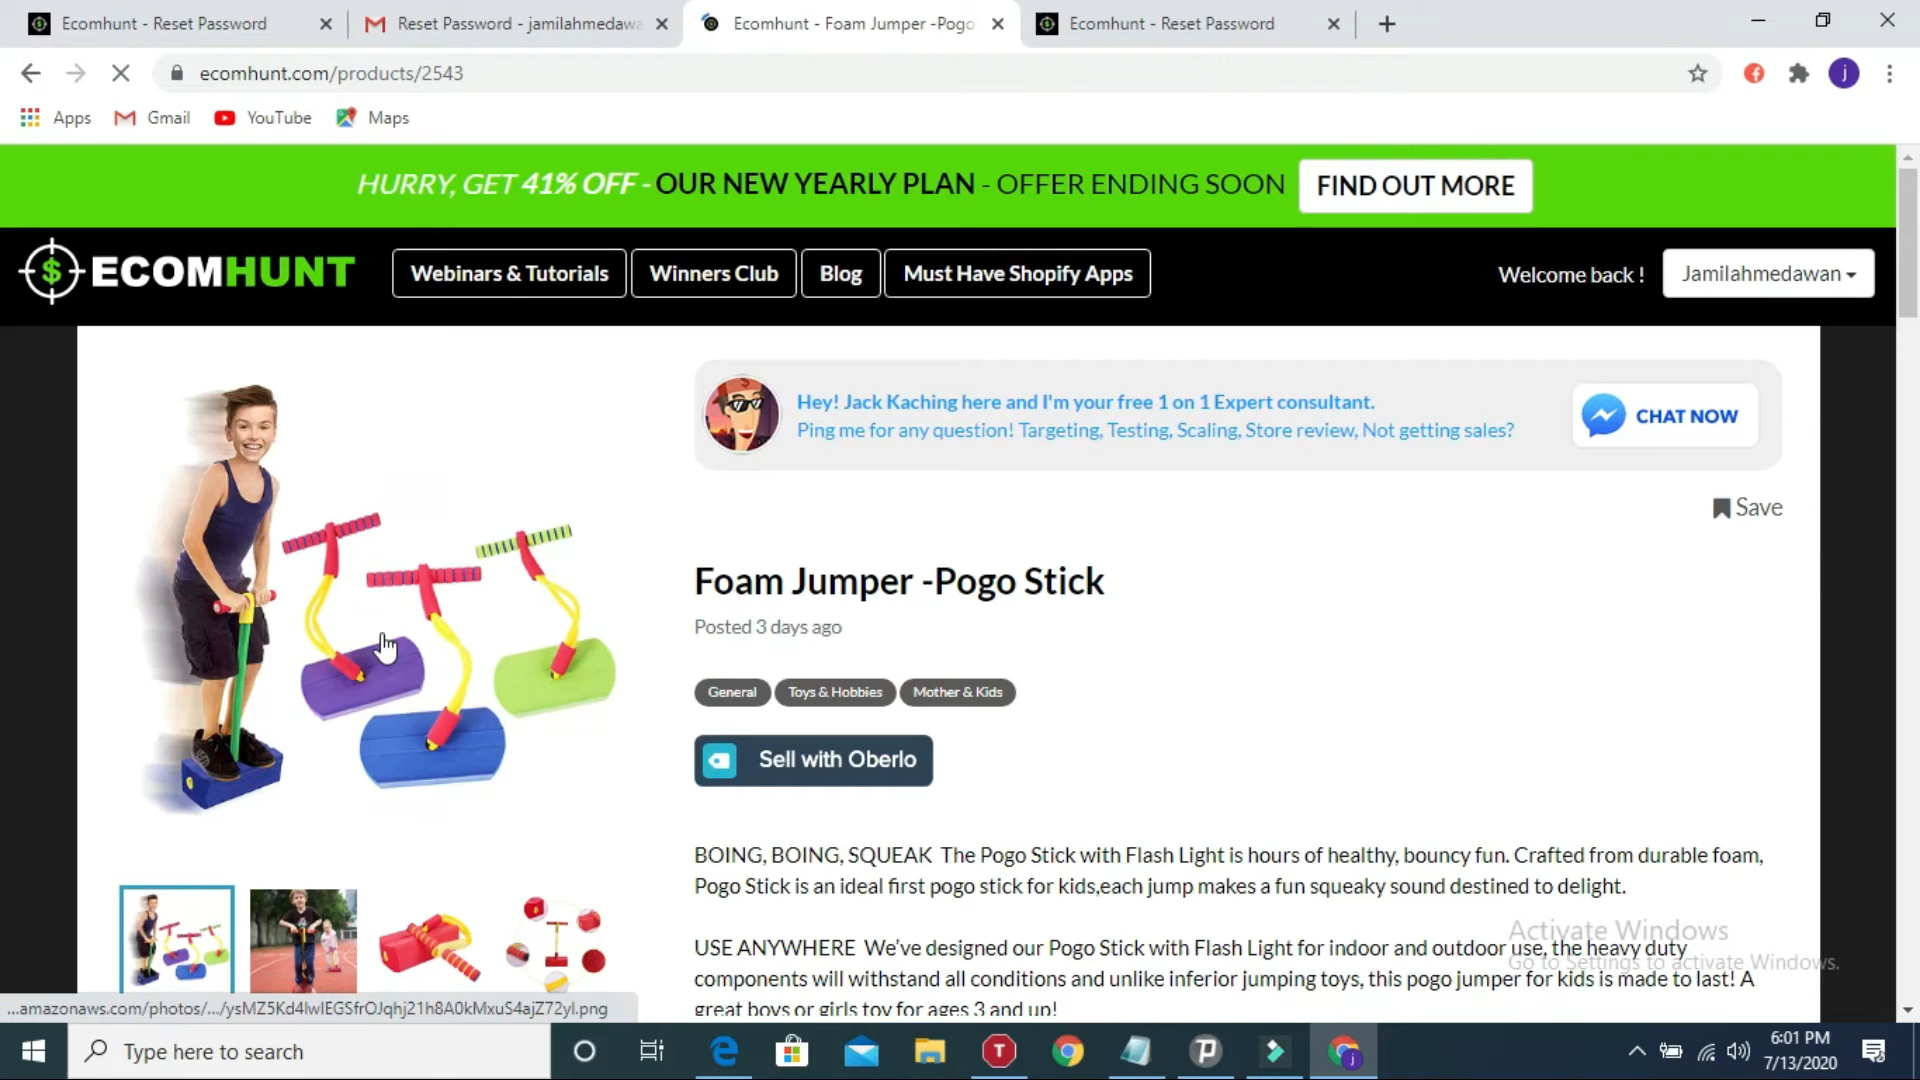 Ecomhunt - Reset Password
Reset Password - jamilahmedawa
Ecomhunt - Foam Jumper -Pogo
Ecomhunt - Reset Password
ecomhunt.com/products/2543
j
Apps
Gmail
YouTube
Maps
HURRY, GET 41% OFF - OUR NEW YEARLY PLAN - OFFER ENDING SOON
FIND OUT MORE
ECOMHUNT
Webinars & Tutorials
Winners Club
Blog
Must Have Shopify Apps
Welcome back !
Jamilahmedawan
Hey! Jack Kaching here and I'm your free 1 on 1 Expert consultant.
Ping me for any question! Targeting, Testing, Scaling, Store review, Not getting sales?
CHAT NOW
Save
Foam Jumper -Pogo Stick
Posted 3 days ago
General
Toys & Hobbies
Mother & Kids
Sell with Oberlo
BOING, BOING, SQUEAK The Pogo Stick with Flash Light is hours of healthy, bouncy fun. Crafted from durable foam,
Pogo Stick is an ideal first pogo stick for kids,each jump makes a fun squeaky sound destined to delight.
USE ANYWHERE We've designed our Pogo Stick with Flash Light for indoor and outdoor use, the heavy duty
components will withstand all conditions and unlike inferior jumping toys, this pogo jumper for kids is made to last! A
great boys or girls toy for ages 3 and up!
Activate Windows
Go to Settings to activate Windows.
...amazonaws.com/photos/.../ysMZ5Kd4lwIEGSfrOJqhj21h8A0kMxuS4ajZ72yl.png
Type here to search
6:01 PM
7/13/2020